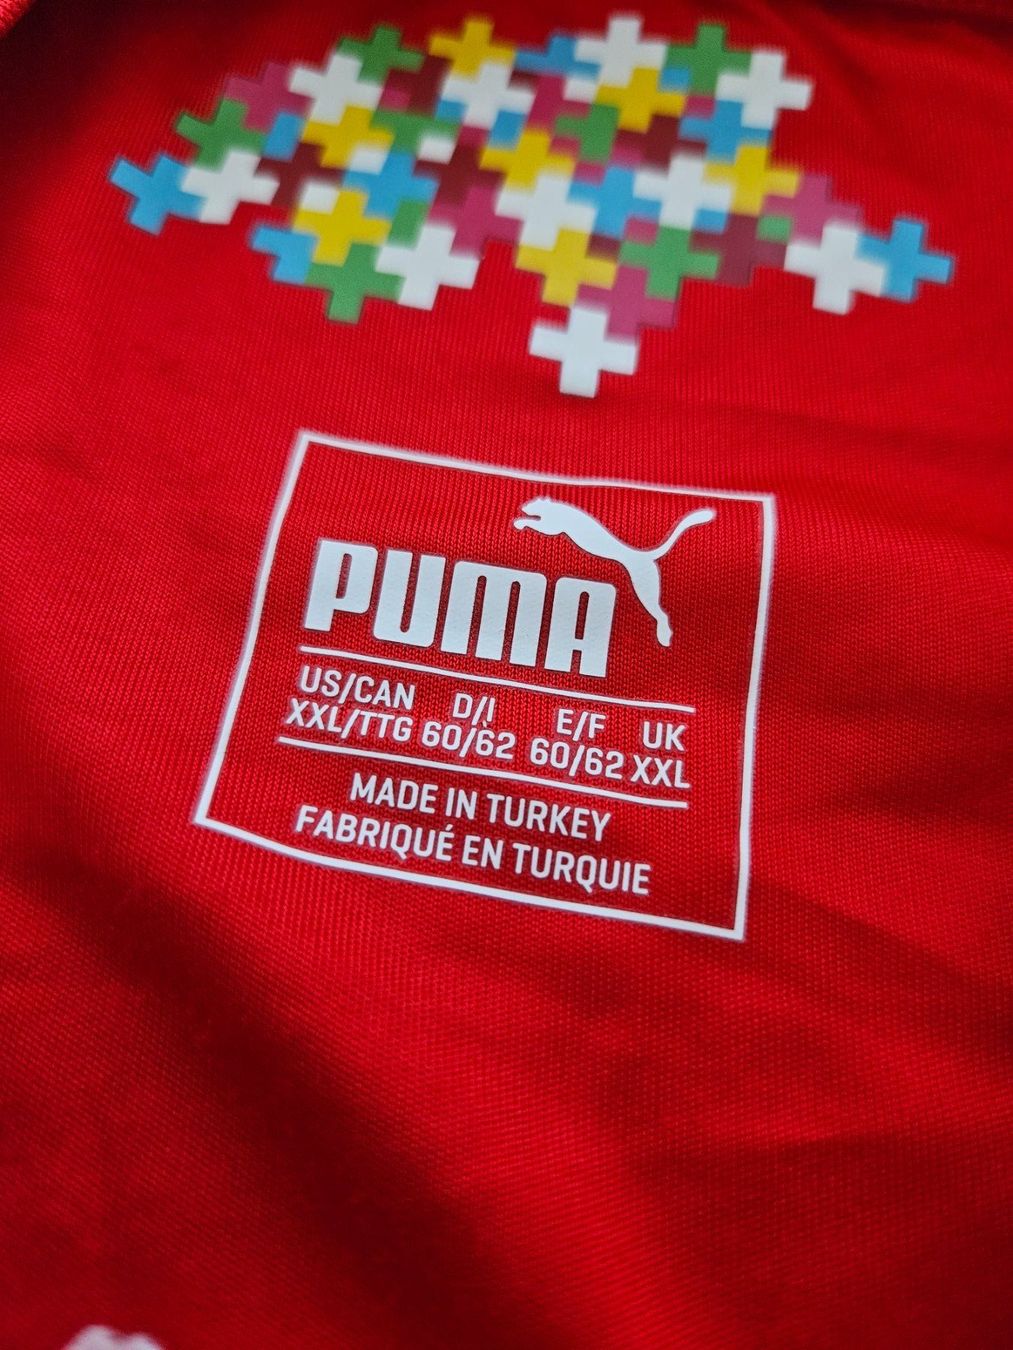 PUMA
US/CAN D/I E/F UK
XXL/TTG 60/62 60/62 XXL
MADE IN TURKEY
FABRIQUÉ EN TURQUIE